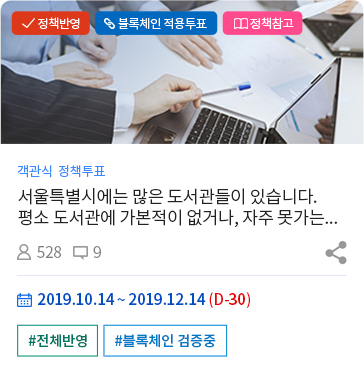 정책반영 블록체인 적용투표 정책참고
객관식 정책투표
서울특별시에는 많은 도서관들이 있습니다.
평소 도서관에 가본적이 없거나, 자주 못가는...
528 9
2019.10.14 ~ 2019.12.14 (D-30)
#전체반영 #블록체인 검증중